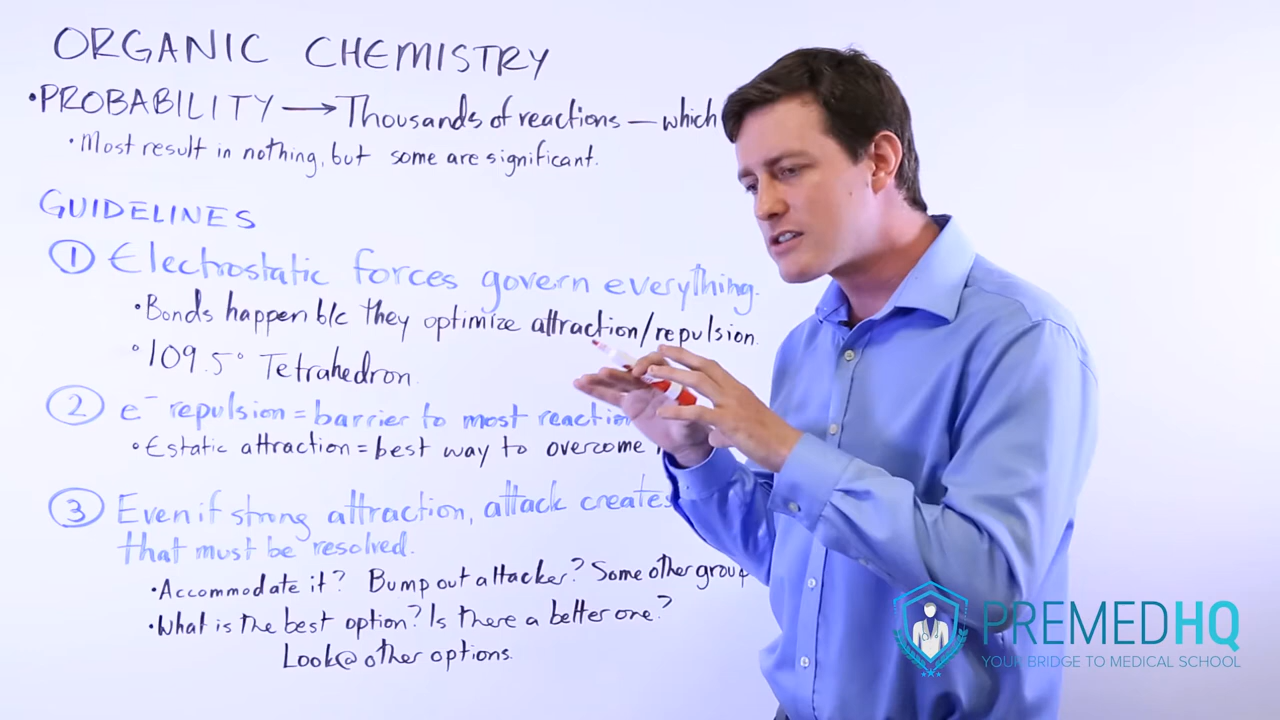 ORGANIC CHEMISTRY
•PROBABILITY → Thousands of reactions — which
•Most result in nothing, but some are significant.
GUIDELINES
① Electrostatic forces govern everything.
•Bonds happen b/c they optimize attraction/repulsion.
°109.5° Tetrahedron.
② e⁻ repulsion = barrier to most
•Estatic attraction = best way to overcome
③ Even if strong attraction, attack creates
that must be resolved.
•Accommodate it? Bump out attacker? Some other group
•What is the best option? Is there a better one?
Look@other options.
PREMEDHQ
YOUR BRIDGE TO MEDICAL SCHOOL